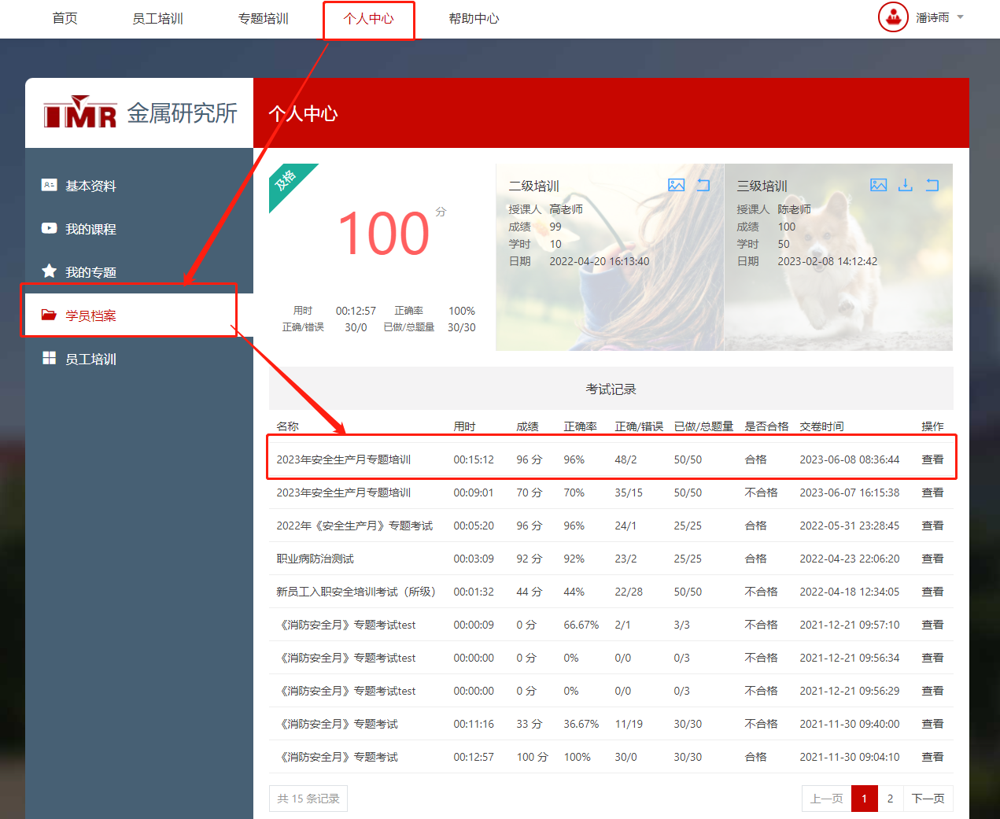 首页 员工培训 专题培训 个人中心 帮助中心 潘诗雨
IMR 金属研究所
个人中心
基本资料
我的课程
我的专题
学员档案
员工培训
及格
100 分
用时 00:12:57 正确率 100%
正确/错误 30/0 已做/总题量 30/30
二级培训
授课人 高老师
成绩 99
学时 10
日期 2022-04-20 16:13:40
三级培训
授课人 陈老师
成绩 100
学时 50
日期 2023-02-08 14:12:42
考试记录
名称 用时 成绩 正确率 正确/错误 已做/总题量 是否合格 交卷时间 操作
2023年安全生产月专题培训 00:15:12 96 分 96% 48/2 50/50 合格 2023-06-08 08:36:44 查看
2023年安全生产月专题培训 00:09:01 70 分 70% 35/15 50/50 不合格 2023-06-07 16:15:38 查看
2022年《安全生产月》专题考试 00:05:20 96 分 96% 24/1 25/25 合格 2022-05-31 23:28:45 查看
职业病防治测试 00:03:09 92 分 92% 23/2 25/25 合格 2022-04-23 22:06:20 查看
新员工入职安全培训考试（所级） 00:01:32 44 分 44% 22/28 50/50 不合格 2022-04-18 12:34:05 查看
《消防安全月》专题考试test 00:00:09 0 分 66.67% 2/1 3/3 不合格 2021-12-21 09:57:10 查看
《消防安全月》专题考试test 00:00:00 0 分 0% 0/0 0/3 不合格 2021-12-21 09:56:34 查看
《消防安全月》专题考试test 00:00:00 0 分 0% 0/0 0/3 不合格 2021-12-21 09:56:29 查看
《消防安全月》专题考试 00:11:16 33 分 36.67% 11/19 30/30 不合格 2021-11-30 09:40:00 查看
《消防安全月》专题考试 00:12:57 100 分 100% 30/0 30/30 合格 2021-11-30 09:04:10 查看
共 15 条记录 上一页 1 2 下一页